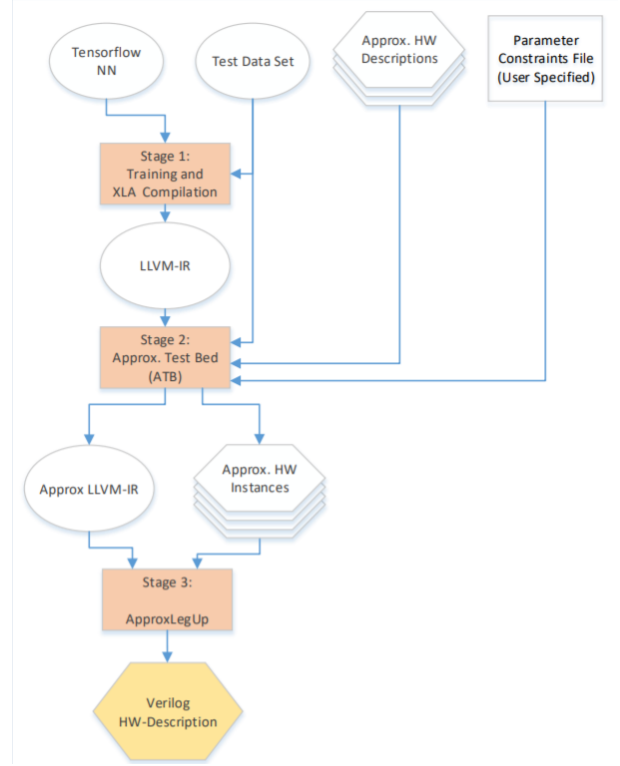 Tensorflow
NN
Test Data Set
Approx. HW
Descriptions
Parameter
Constraints File
(User Specified)
Stage 1:
Training and
XLA Compilation
LLVM-IR
Stage 2:
Approx. Test Bed
(ATB)
Approx LLVM-IR
Approx. HW
Instances
Stage 3:
ApproxLegUp
Verilog
HW-Description